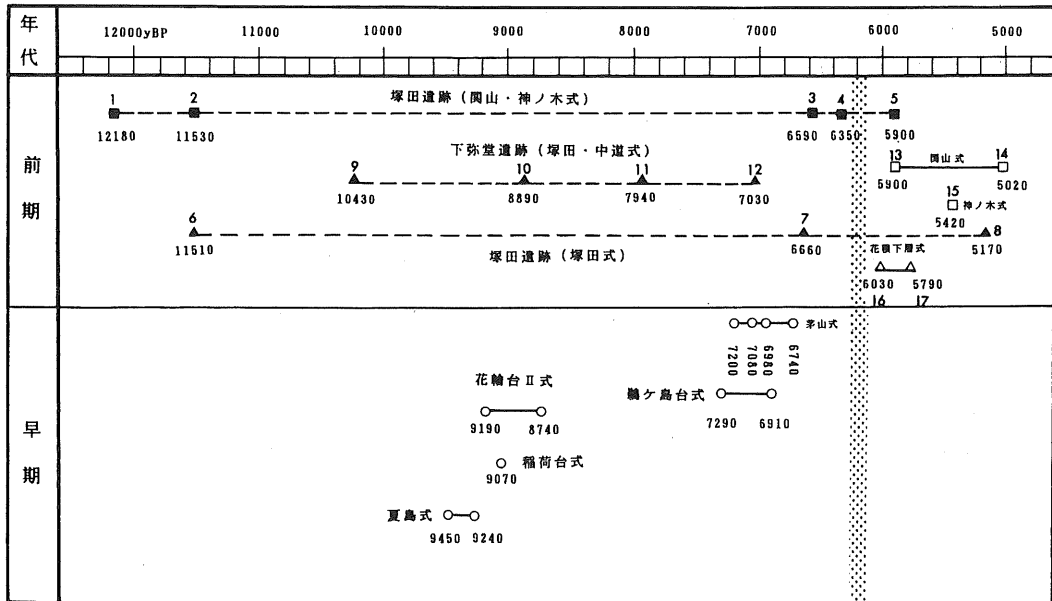 年代
12000yBP 11000 10000 9000 8000 7000 6000 5000
前期
塚田遺跡(関山・神ノ木式)
1 2 3 4 5
12180 11530 6590 6350 5900
下弥堂遺跡(塚田・中道式)
9 10 11 12
10430 8890 7940 7030
13 関山式 14
5900 5020
15
神ノ木式
5420
6 7 8
11510 6660 5170
塚田遺跡(塚田式)
花積下層式
6030 5790
16 17
早期
茅山式
7200 7080 6980 6740
花輪台II式
9190 8740
鵜ケ島台式
7290 6910
稲荷台式
9070
夏島式
9450 9240